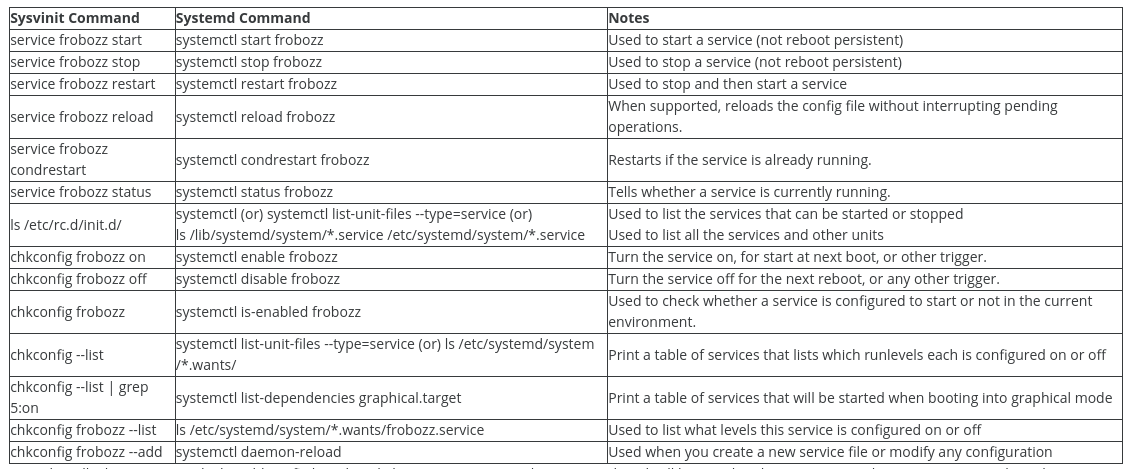 Sysvinit Command Systemd Command Notes
service frobozz start systemctl start frobozz Used to start a service (not reboot persistent)
service frobozz stop systemctl stop frobozz Used to stop a service (not reboot persistent)
service frobozz restart systemctl restart frobozz Used to stop and then start a service
service frobozz reload systemctl reload frobozz When supported, reloads the config file without interrupting pending
operations.
service frobozz
condrestart systemctl condrestart frobozz Restarts if the service is already running.
service frobozz status systemctl status frobozz Tells whether a service is currently running.
ls /etc/rc.d/init.d/ systemctl (or) systemctl list-unit-files --type=service (or)
ls /lib/systemd/system/*.service /etc/systemd/system/*.service
Used to list the services that can be started or stopped
Used to list all the services and other units
chkconfig frobozz on systemctl enable frobozz Turn the service on, for start at next boot, or other trigger.
chkconfig frobozz off systemctl disable frobozz Turn the service off for the next reboot, or any other trigger.
chkconfig frobozz systemctl is-enabled frobozz Used to check whether a service is configured to start or not in the current
environment.
chkconfig --list systemctl list-unit-files --type=service (or) ls /etc/systemd/system
/*.wants/
Print a table of services that lists which runlevels each is configured on or off
chkconfig --list | grep
5:on systemctl list-dependencies graphical.target Print a table of services that will be started when booting into graphical mode
chkconfig frobozz --list ls /etc/systemd/system/*.wants/frobozz.service Used to list what levels this service is configured on or off
chkconfig frobozz --add systemctl daemon-reload Used when you create a new service file or modify any configuration